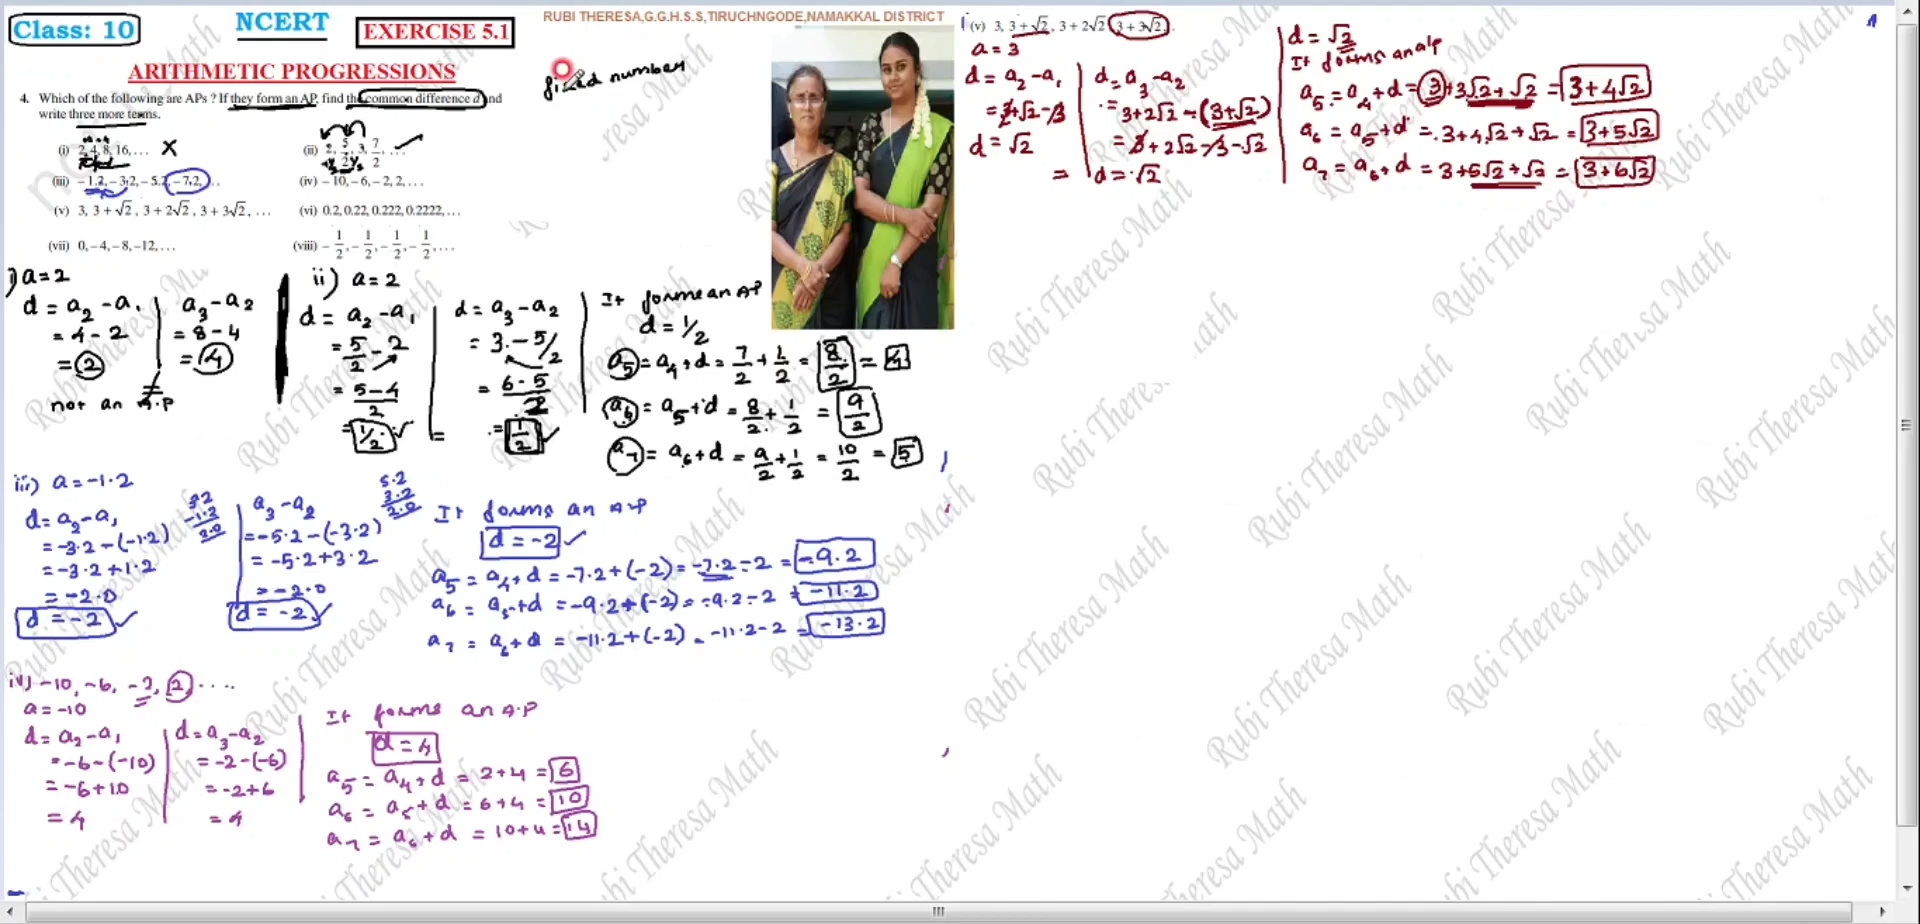 Class: 10
NCERT
EXERCISE 5.1
RUBI THERESA,G.G.H.S.S,TIRUCHNGODE,NAMAKKAL DISTRICT
ARITHMETIC PROGRESSIONS
fixed number
4. Which of the following are APs ? If they form an AP, find the common difference d and
write three more terms.
(i) 2, 4, 8, 16, . . . X
(ii) 2, 5/2, 3, 7/2, . . .
(iii) – 1.2, – 3.2, – 5.2, – 7.2, . . .
(iv) – 10, – 6, – 2, 2, . . .
(v) 3, 3 + √2, 3 + 2√2, 3 + 3√2, . . .
(vi) 0.2, 0.22, 0.222, 0.2222, . . .
(vii) 0, – 4, – 8, –12, . . .
(viii) – 1/2, – 1/2, – 1/2, – 1/2, . . .
i) a = 2
d = a2 - a1
= 4 - 2
= 2
a3 - a2
= 8 - 4
= 4
≠
not an A.P
ii) a = 2
d = a2 - a1
= 5/2 - 2
= 5-4/2
= 1/2
=
d = a3 - a2
= 3 - 5/2
= 6-5/2
= 1/2
It forms an AP
d = 1/2
a5 = a4 + d = 7/2 + 1/2 = 8/2 = 4
a6 = a5 + d = 8/2 + 1/2 = 9/2
a7 = a6 + d = 9/2 + 1/2 = 10/2 = 5
iii) a = -1.2
d = a2 - a1
= -3.2 - (-1.2)
= -3.2 + 1.2
= -2.0
d = -2
3.2
-1.2
2.0
a3 - a2
= -5.2 - (-3.2)
= -5.2 + 3.2
= -2.0
d = -2
5.2
3.2
2.0
It forms an A.P
d = -2
a5 = a4 + d = -7.2 + (-2) = -7.2 - 2 = -9.2
a6 = a5 + d = -9.2 + (-2) = -9.2 - 2 = -11.2
a7 = a6 + d = -11.2 + (-2) = -11.2 - 2 = -13.2
iv) -10, -6, -2, 2, ....
a = -10
d = a2 - a1
= -6 - (-10)
= -6 + 10
= 4
d = a3 - a2
= -2 - (-6)
= -2 + 6
= 4
It forms an A.P
d = 4
a5 = a4 + d = 2 + 4 = 6
a6 = a5 + d = 6 + 4 = 10
a7 = a6 + d = 10 + 4 = 14
(v) 3, 3 + √2, 3 + 2√2, 3 + 3√2, .
a = 3
d = a2 - a1
= 3 + √2 - 3
d = √2
=
d = a3 - a2
= 3 + 2√2 - (3 + √2)
= 3 + 2√2 - 3 - √2
d = √2
d = √2
It forms an AP
a5 = a4 + d = 3 + 3√2 + √2 = 3 + 4√2
a6 = a5 + d = 3 + 4√2 + √2 = 3 + 5√2
a7 = a6 + d = 3 + 5√2 + √2 = 3 + 6√2
Rubi Theresa Math